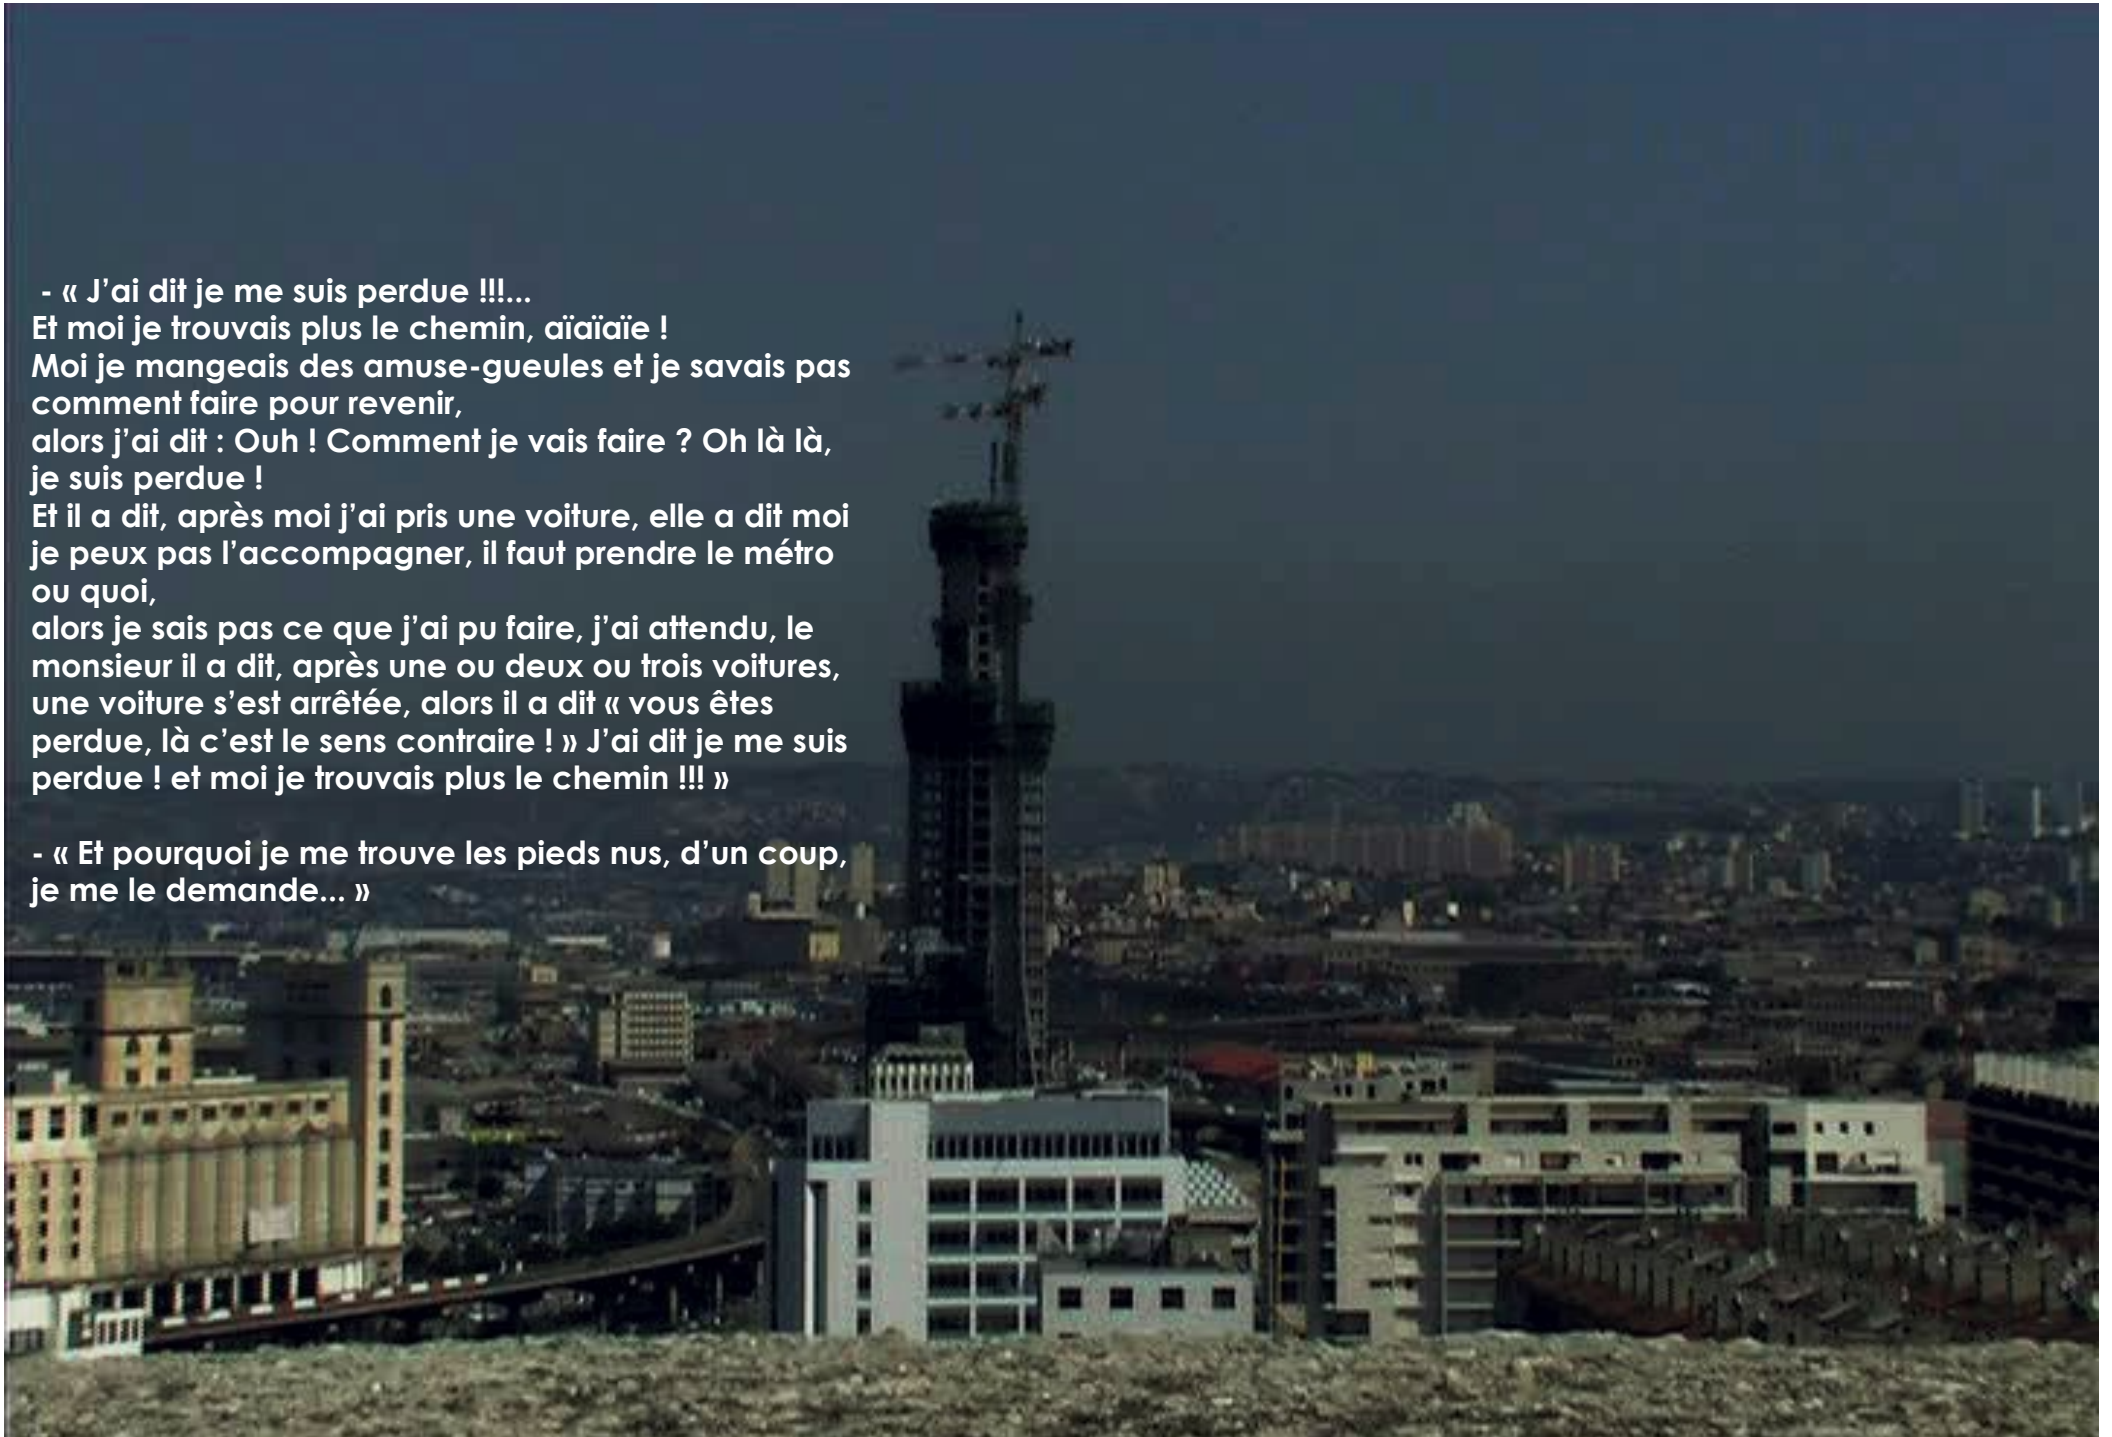 - « J'ai dit je me suis perdue !!!...
Et moi je trouvais plus le chemin, aïaïaïe !
Moi je mangeais des amuse-gueules et je savais pas
comment faire pour revenir,
alors j'ai dit : Ouh ! Comment je vais faire ? Oh là là,
je suis perdue !
Et il a dit, après moi j'ai pris une voiture, elle a dit moi
je peux pas l'accompagner, il faut prendre le métro
ou quoi,
alors je sais pas ce que j'ai pu faire, j'ai attendu, le
monsieur il a dit, après une ou deux ou trois voitures,
une voiture s'est arrêtée, alors il a dit « vous êtes
perdue, là c'est le sens contraire ! » J'ai dit je me suis
perdue ! et moi je trouvais plus le chemin !!! »
- « Et pourquoi je me trouve les pieds nus, d'un coup,
je me le demande... »